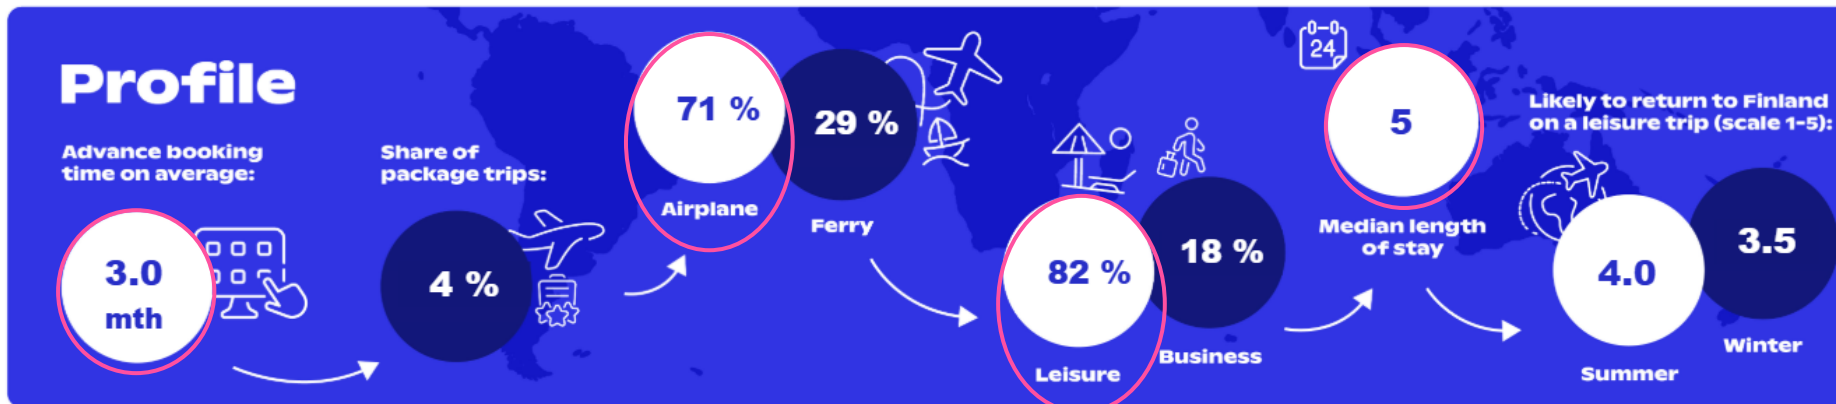 Profile
Advance booking
time on average:
3.0
mth
Share of
package trips:
4 %
71 %
Airplane
29 %
Ferry
82 %
Leisure
18 %
Business
0-0
24
5
Median length
of stay
Likely to return to Finland
on a leisure trip (scale 1-5):
4.0
Summer
3.5
Winter